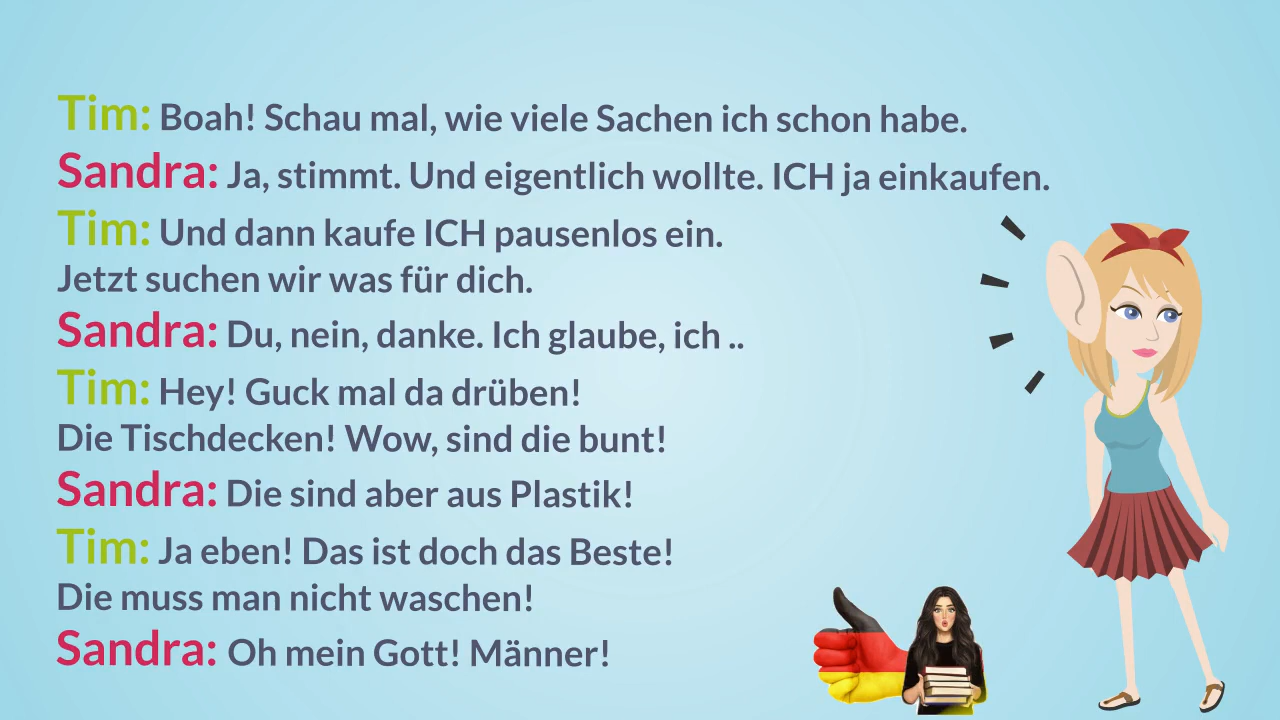 Tim: Boah! Schau mal, wie viele Sachen ich schon habe.
Sandra: Ja, stimmt. Und eigentlich wollte. ICH ja einkaufen.
Tim: Und dann kaufe ICH pausenlos ein.
Jetzt suchen wir was für dich.
Sandra: Du, nein, danke. Ich glaube, ich ..
Tim: Hey! Guck mal da drüben!
Die Tischdecken! Wow, sind die bunt!
Sandra: Die sind aber aus Plastik!
Tim: Ja eben! Das ist doch das Beste!
Die muss man nicht waschen!
Sandra: Oh mein Gott! Männer!